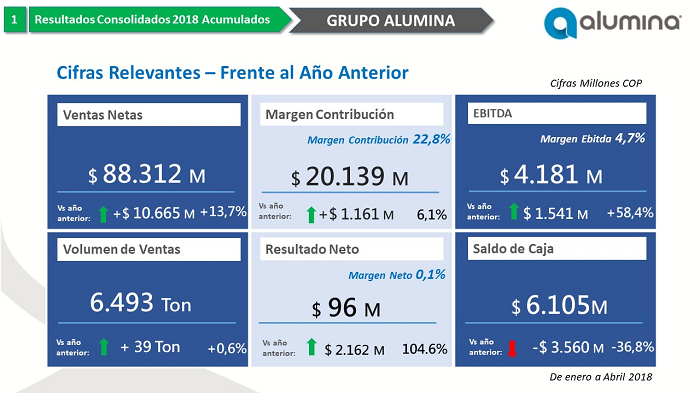 1 Resultados Consolidados 2018 Acumulados GRUPO ALUMINA alumina
Cifras Relevantes – Frente al Año Anterior
Cifras Millones COP
Ventas Netas
$ 88.312 M
Vs año
anterior: +$ 10.665 M +13,7%
Margen Contribución
Margen Contribución 22,8%
$ 20.139 M
Vs año
anterior: +$ 1.161 M 6,1%
EBITDA
Margen Ebitda 4,7%
$ 4.181 M
Vs año
anterior: $ 1.541 M +58,4%
Volumen de Ventas
6.493 Ton
Vs año
anterior: + 39 Ton +0,6%
Resultado Neto
Margen Neto 0,1%
$ 96 M
Vs año
anterior: $ 2.162 M 104.6%
Saldo de Caja
$ 6.105M
Vs año
anterior: -$ 3.560 M -36,8%
De enero a Abril 2018